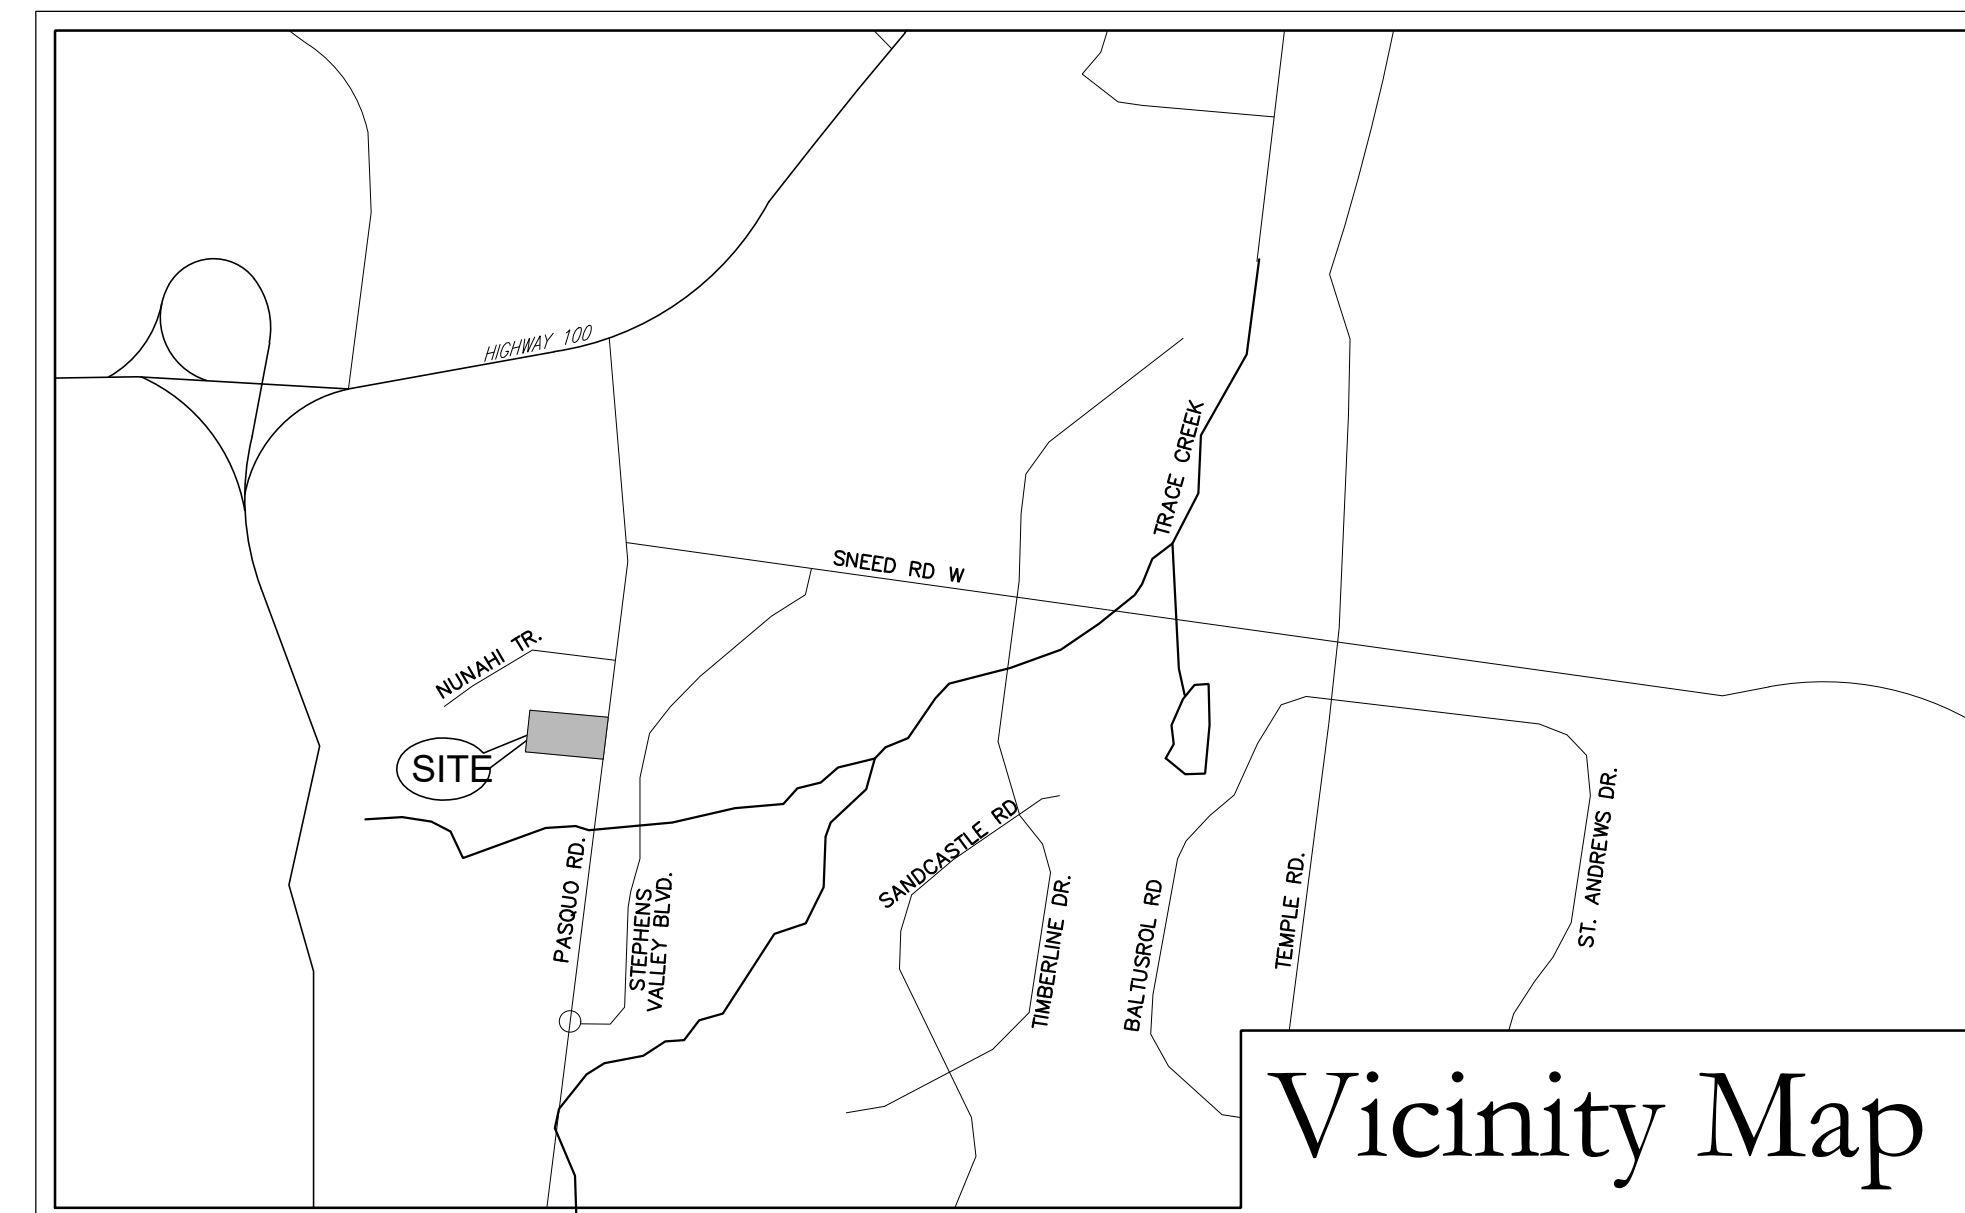 HIGHWAY 100
TRACE CREEK
SNEED RD W
NUNAHI TR.
SITE
PASQUO RD.
STEPHENS
VALLEY BLVD.
SANDCASTLE RD
TIMBERLINE DR.
BALTUSROL RD
TEMPLE RD.
ST. ANDREWS DR.
Vicinity Map